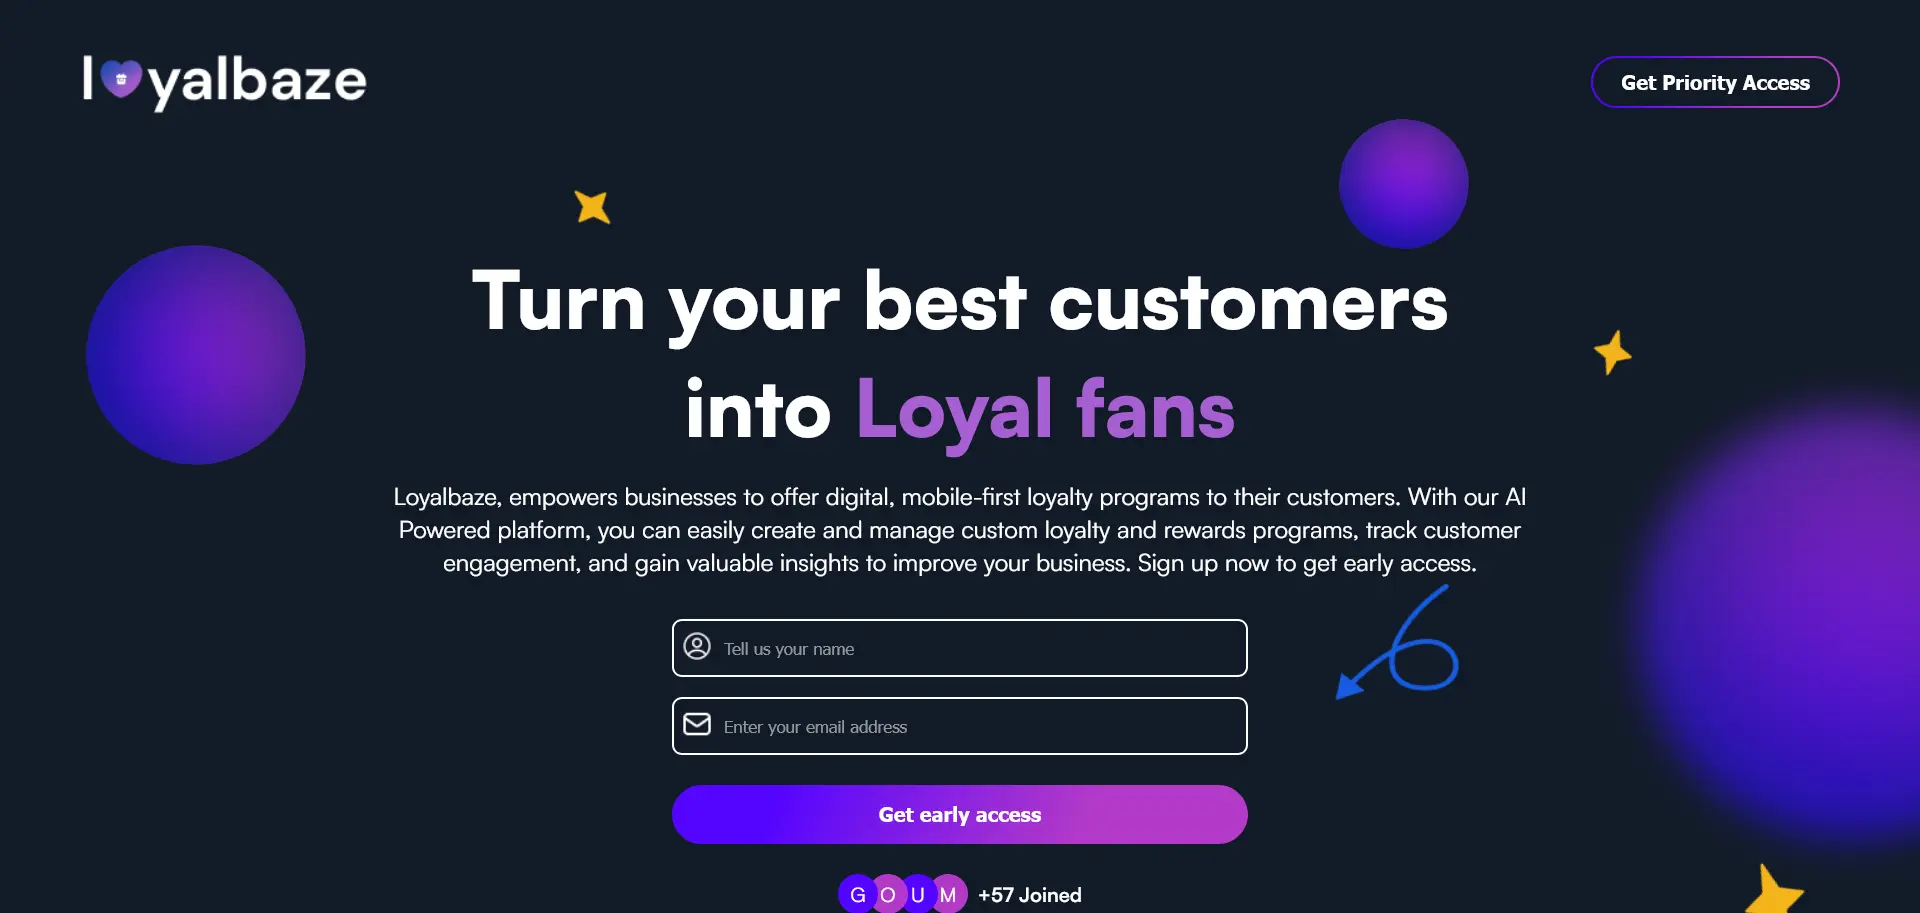 loyalbaze
Get Priority Access
Turn your best customers
into Loyal fans
Loyalbaze, empowers businesses to offer digital, mobile-first loyalty programs to their customers. With our AI
Powered platform, you can easily create and manage custom loyalty and rewards programs, track customer
engagement, and gain valuable insights to improve your business. Sign up now to get early access.
Tell us your name
Enter your email address
Get early access
G O U M +57 Joined